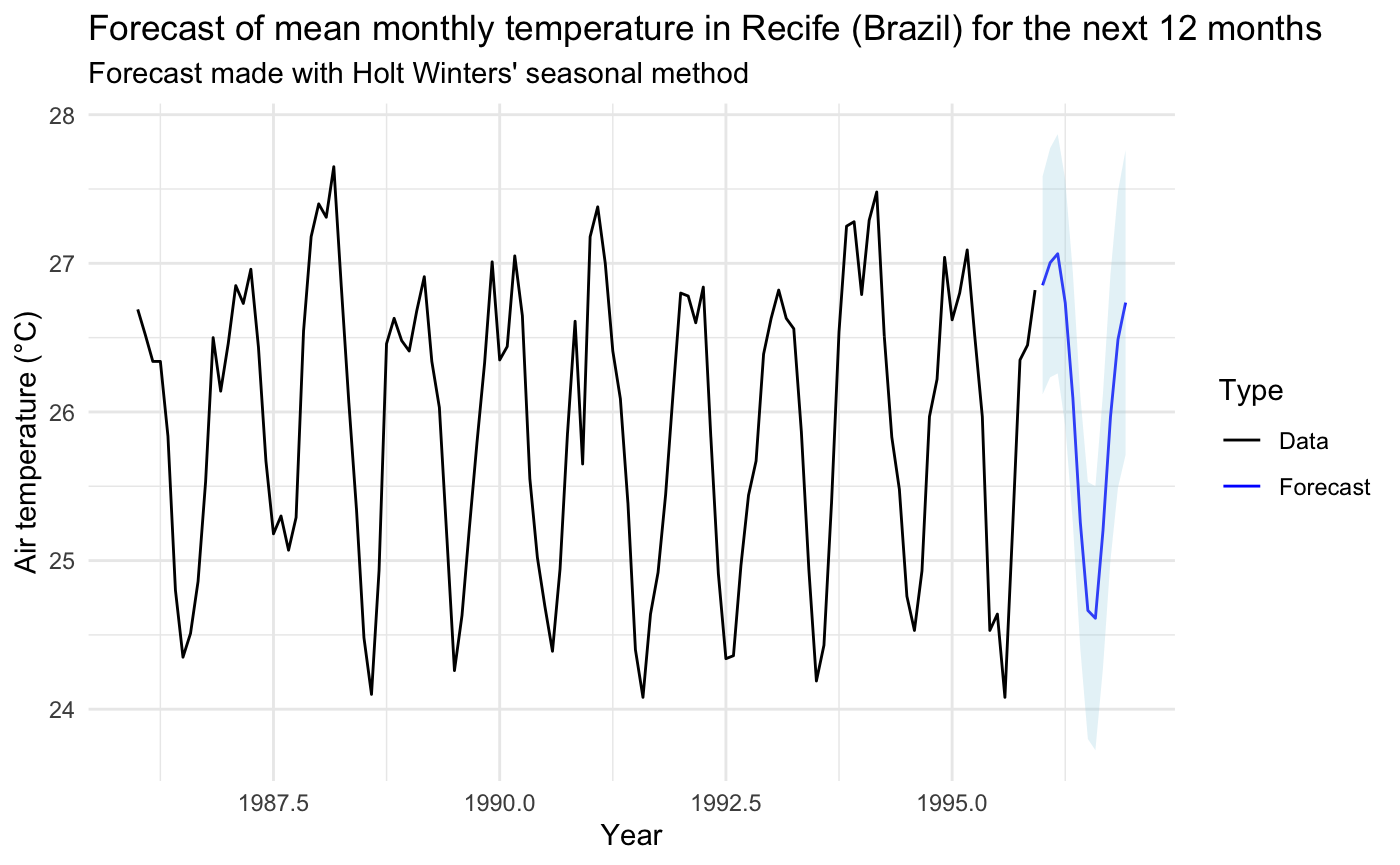 Forecast of mean monthly temperature in Recife (Brazil) for the next 12 months
Forecast made with Holt Winters' seasonal method
28
27
26
25
24
Air temperature (°C)
1987.5
1990.0
1992.5
1995.0
Year
Type
Data
Forecast